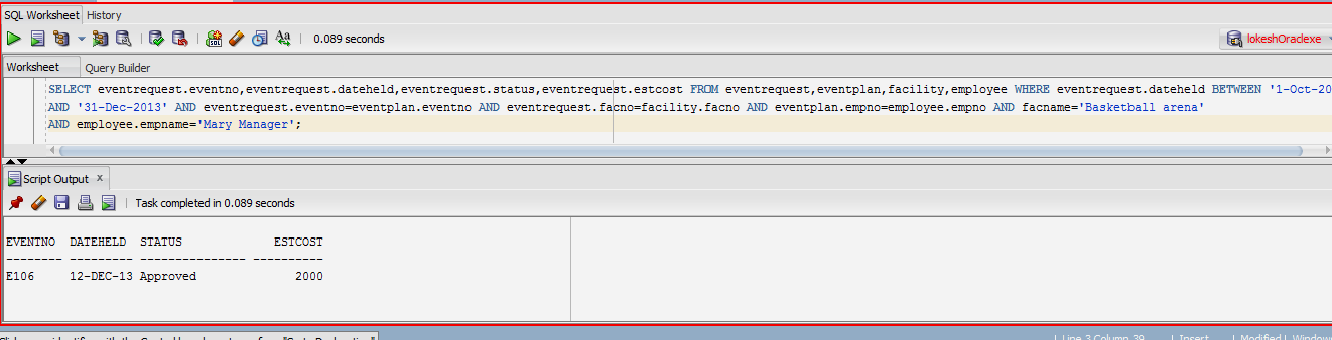 SQL Worksheet History
0.089 seconds
lokeshOraclexe
Worksheet Query Builder
SELECT eventrequest.eventno,eventrequest.dateheld,eventrequest.status,eventrequest.estcost FROM eventrequest,eventplan,facility,employee WHERE eventrequest.dateheld BETWEEN '1-Oct-20
AND '31-Dec-2013' AND eventrequest.eventno=eventplan.eventno AND eventrequest.facno=facility.facno AND eventplan.empno=employee.empno AND facname='Basketball arena'
AND employee.empname='Mary Manager';
Script Output x
Task completed in 0.089 seconds
EVENTNO DATEHELD STATUS ESTCOST
-------- --------- --------------- ----------
E106 12-DEC-13 Approved 2000
Line 3 Column 39 | Insert | Modified | Window